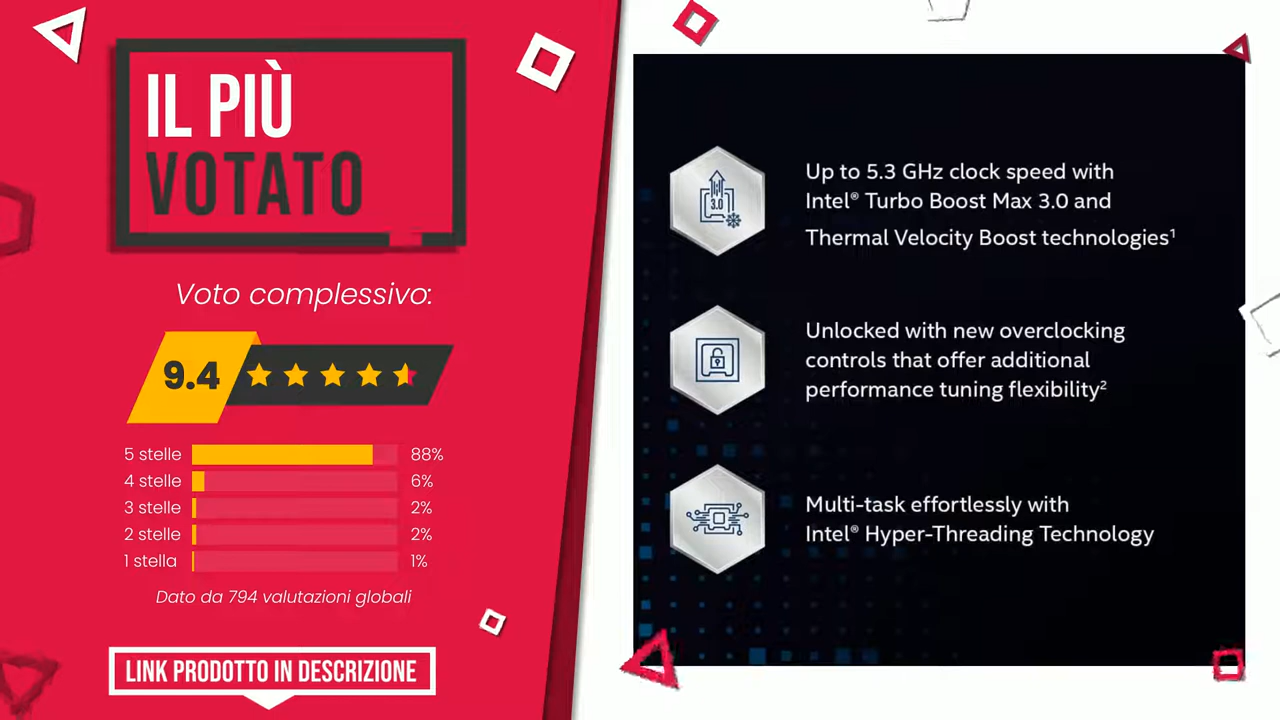 IL PIÙ
VOTATO
Voto complessivo:
9.4
5 stelle 88%
4 stelle 6%
3 stelle 2%
2 stelle 2%
1 stella 1%
Dato da 794 valutazioni globali
LINK PRODOTTO IN DESCRIZIONE
3.0
Up to 5.3 GHz clock speed with
Intel® Turbo Boost Max 3.0 and
Thermal Velocity Boost technologies¹
Unlocked with new overclocking
controls that offer additional
performance tuning flexibility²
Multi-task effortlessly with
Intel® Hyper-Threading Technology